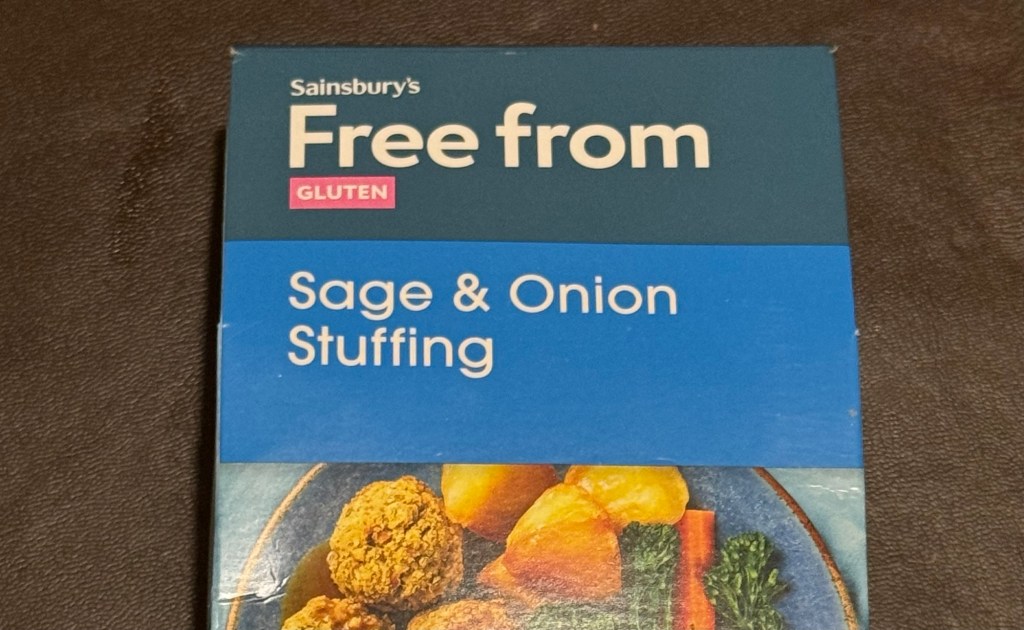 Sainsbury's
Free from
GLUTEN
Sage & Onion
Stuffing